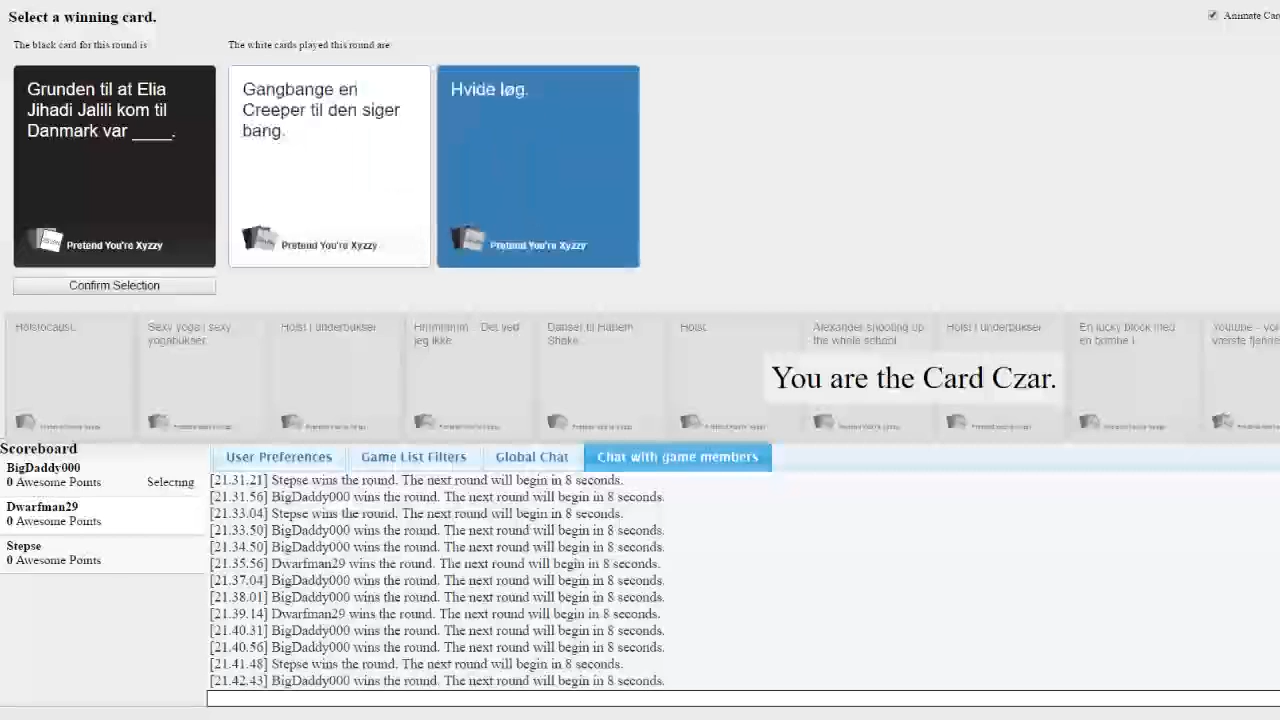 Select a winning card.
Animate Car
The black card for this round is
The white cards played this round are
Grunden til at Elia
Jihadi Jalili kom til
Danmark var ____.
Pretend You're Xyzzy
Gangbange en
Creeper til den siger
bang.
Pretend You're Xyzzy
Hvide løg.
Pretend You're Xyzzy
Confirm Selection
Holstocaust.
Sexy yoga i sexy
yogabukser.
Holst i underbukser
Det ved
jeg ikke
Danser til Harlem
Shake.
Holst
Alexander shooting up
the whole school
Holst i underbukser
En lucky block med
en bombe i
Youtube
værste fjende
You are the Card Czar.
Scoreboard
BigDaddy000
0 Awesome Points
Selecting
Dwarfman29
0 Awesome Points
Stepse
0 Awesome Points
User Preferences
Game List Filters
Global Chat
Chat with game members
[21.31.21] Stepse wins the round. The next round will begin in 8 seconds.
[21.31.56] BigDaddy000 wins the round. The next round will begin in 8 seconds.
[21.33.04] Stepse wins the round. The next round will begin in 8 seconds.
[21.33.50] BigDaddy000 wins the round. The next round will begin in 8 seconds.
[21.34.50] BigDaddy000 wins the round. The next round will begin in 8 seconds.
[21.35.56] Dwarfman29 wins the round. The next round will begin in 8 seconds.
[21.37.04] BigDaddy000 wins the round. The next round will begin in 8 seconds.
[21.38.01] BigDaddy000 wins the round. The next round will begin in 8 seconds.
[21.39.14] Dwarfman29 wins the round. The next round will begin in 8 seconds.
[21.40.31] BigDaddy000 wins the round. The next round will begin in 8 seconds.
[21.40.56] BigDaddy000 wins the round. The next round will begin in 8 seconds.
[21.41.48] Stepse wins the round. The next round will begin in 8 seconds.
[21.42.43] BigDaddy000 wins the round. The next round will begin in 8 seconds.